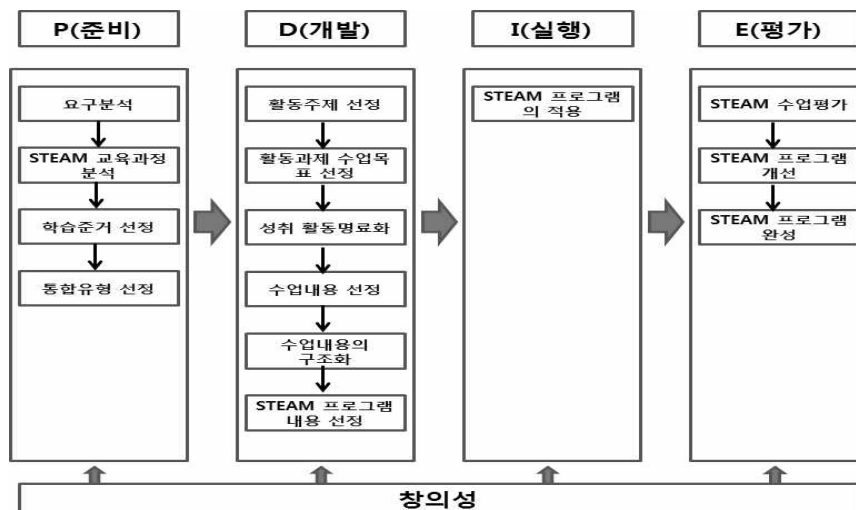 P(준비)
요구분석
STEAM 교육과정
분석
학습준거 선정
통합유형 선정
D(개발)
활동주제 선정
활동과제 수업목
표 선정
성취 활동명료화
수업내용 선정
수업내용의
구조화
STEAM 프로그램
내용 선정
I(실행)
STEAM 프로그램
의 적용
E(평가)
STEAM 수업평가
STEAM 프로그램
개선
STEAM 프로그램
완성
창의성